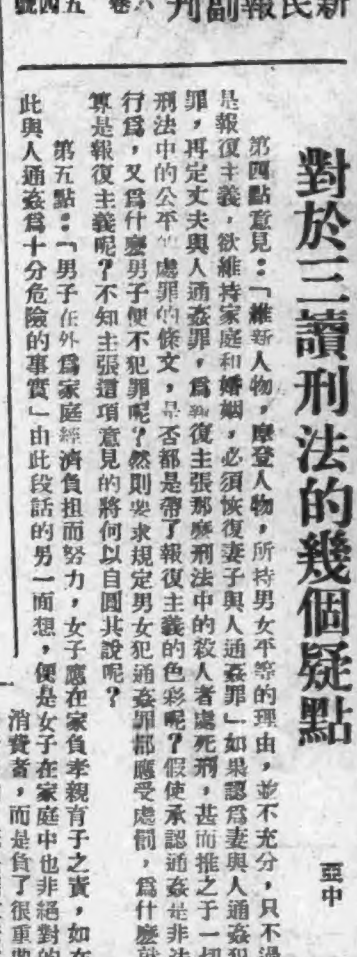 新民報副刊 六卷 五四號
對於三讀刑法的幾個疑點
亞中
第四點意見：「維新人物，摩登人物，所持男女平等的理由，並不充分，只不過
是報復主義，欲維持家庭和婚姻，必須恢復妻子與人通姦罪」如果認為妻與人通姦犯
罪，再定丈夫與人通姦罪，為報復主張那麼刑法中的殺人者處死刑，甚而推之于一切
刑法中的公平的處罪的條文，是否都是帶了報復主義的色彩呢？假使承認通姦是非法
行為，又為什麼男子便不犯罪呢？然則要求規定男女犯通姦罪都應受處罰，為什麼就
算是報復主義呢？不知主張這項意見的將何以自圓其說呢？
第五點：「男子在外為家庭經濟負担而努力，女子應在家負孝親育子之責，如在
此與人通姦為十分危險的事實」由此段話的另一面想，便是女子在家庭中也非絕對的
消費者，而是負了很重